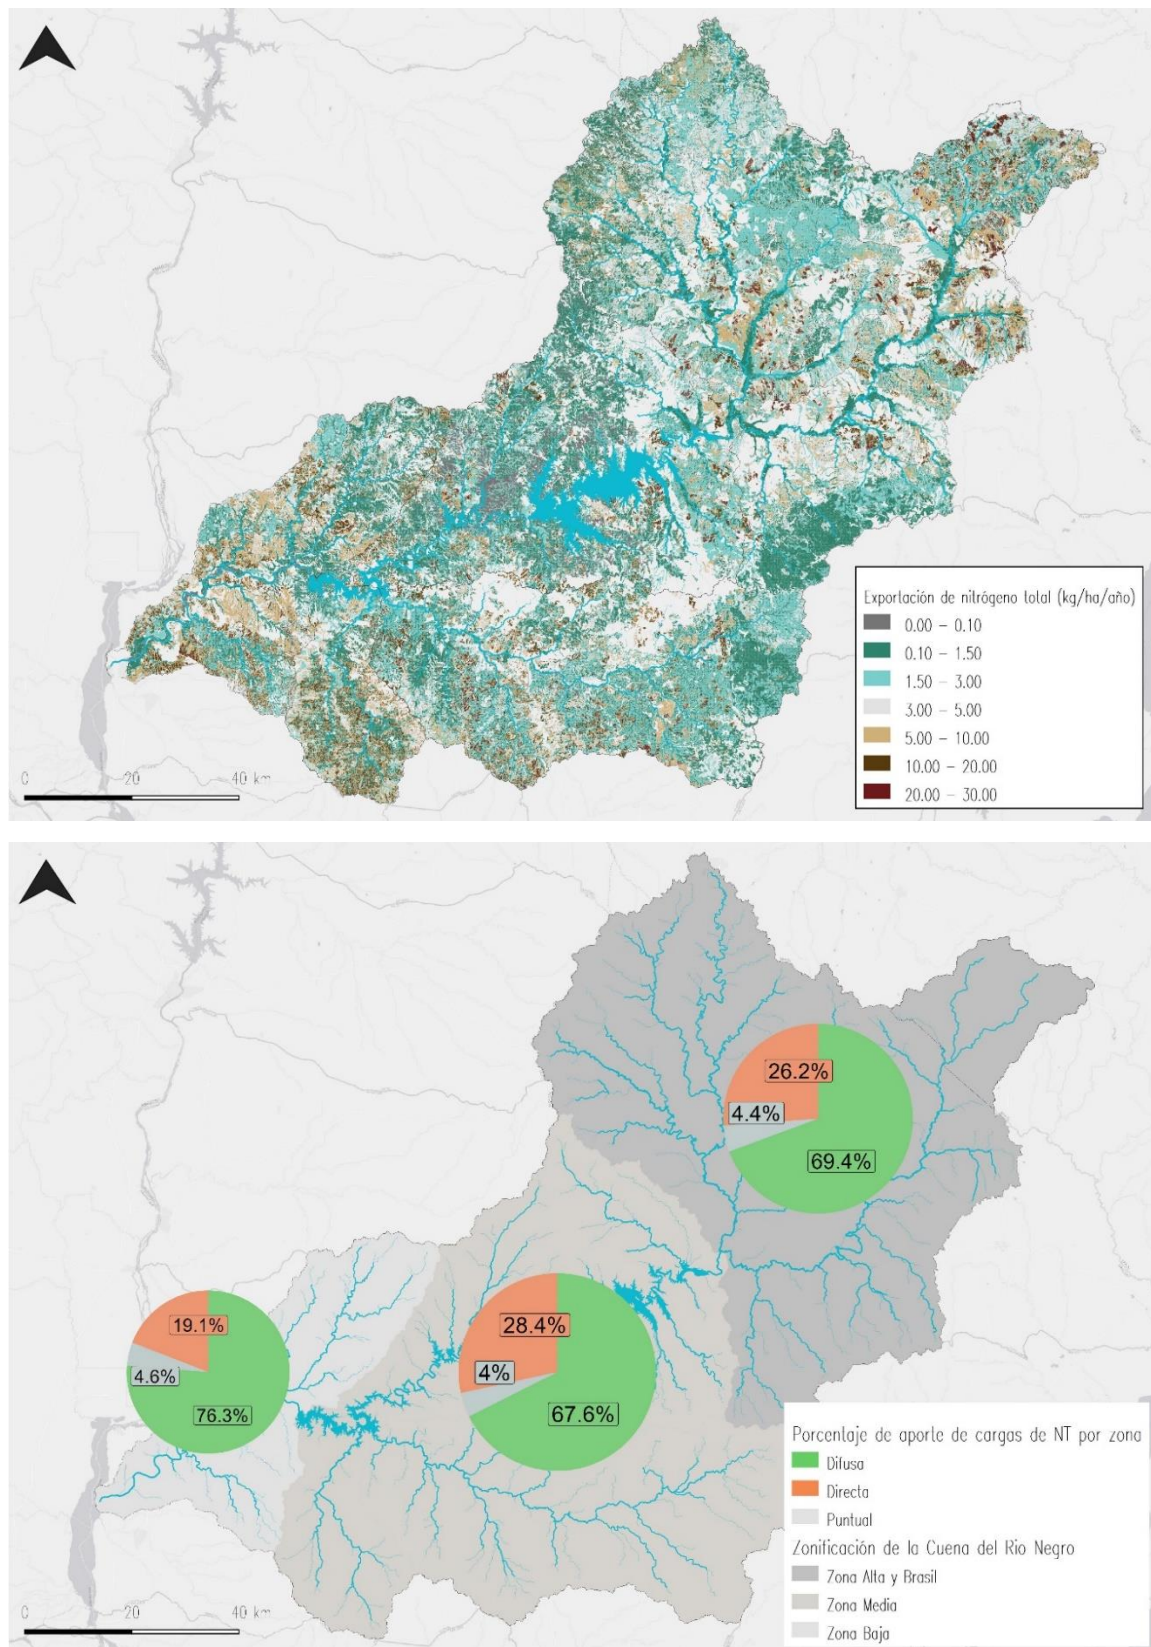 Exportación de nitrógeno total (kg/ha/año)
0.00 – 0.10
0.10 – 1.50
1.50 – 3.00
3.00 – 5.00
5.00 – 10.00
10.00 – 20.00
20.00 – 30.00
0 20 40 km
26.2%
4.4%
69.4%
19.1%
4.6%
76.3%
28.4%
4%
67.6%
Porcentaje de aporte de cargas de NT por zona
Difusa
Directa
Puntual
Zonificación de la Cuena del Rio Negro
Zona Alta y Brasil
Zona Media
Zona Baja
0 20 40 km